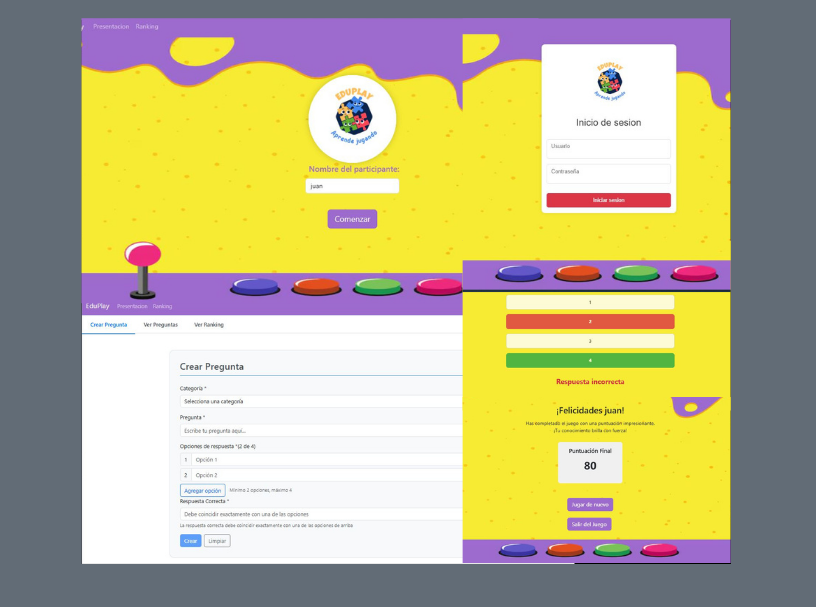 y Presentacion Ranking
EDUPLAY
Aprende jugando
Nombre del participante:
juan
Comenzar
EDUPLAY
Aprende jugando
Inicio de sesion
Usuario
Contraseña
Iniciar sesion
EduPlay Presentacion Ranking
Crear Pregunta Ver Preguntas Ver Ranking
Crear Pregunta
Categoría *
Selecciona una categoría
Pregunta *
Escribe tu pregunta aquí...
Opciones de respuesta *(2 de 4)
1 Opción 1
2 Opción 2
Agregar opción Mínimo 2 opciones, máximo 4
Respuesta Correcta *
Debe coincidir exactamente con una de las opciones
La respuesta correcta debe coincidir exactamente con una de las opciones de arriba
Crear Limpiar
1
2
3
4
Respuesta incorrecta
¡Felicidades juan!
Has completado el juego con una puntuación impresionante.
¡Tu conocimiento brilla con fuerza!
Puntuación Final
80
Jugar de nuevo
Salir del Juego